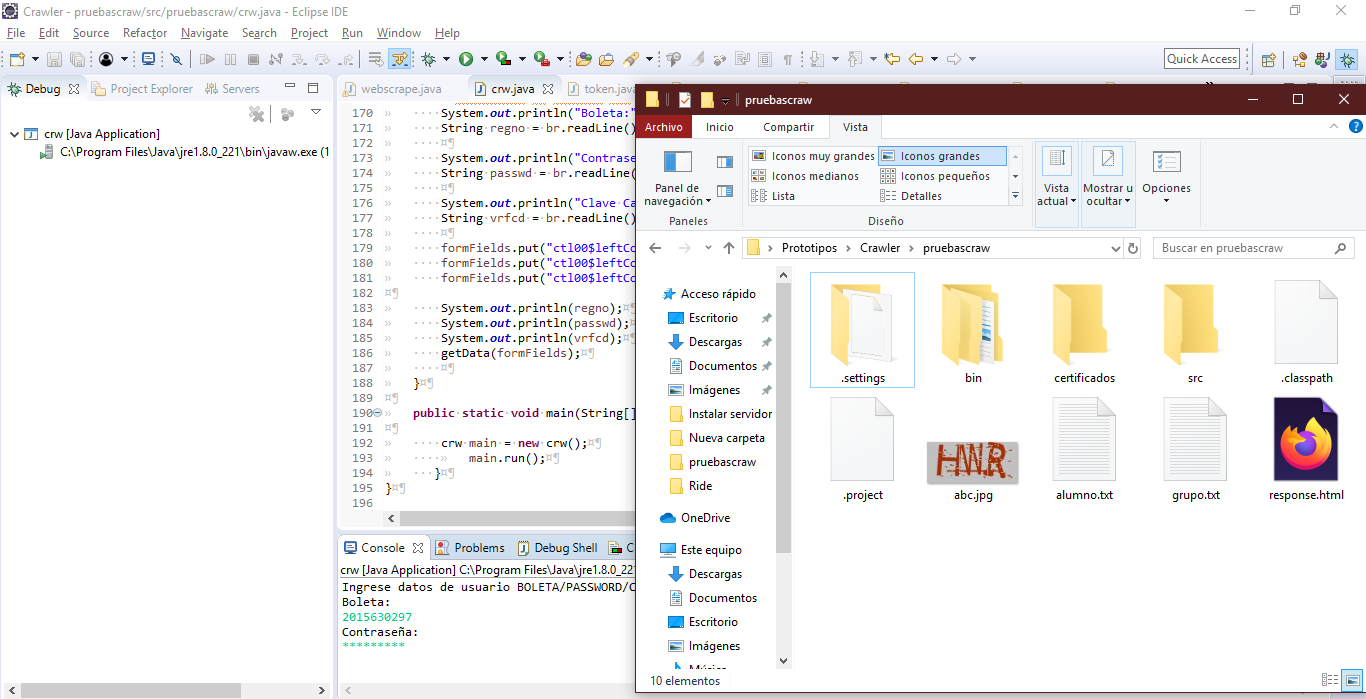 Crawler - pruebascraw/src/pruebascraw/crw.java - Eclipse IDE
File Edit Source Refactor Navigate Search Project Run Window Help
Quick Access
Debug Project Explorer Servers
crw [Java Application]
C:\Program Files\Java\jre1.8.0_221\bin\javaw.exe (1
webscrape.java crw.java token.java
170 System.out.println("Boleta:"
171 String regno = br.readLine()
172
173 System.out.println("Contrase
174 String passwd = br.readLine(
175
176 System.out.println("Clave Ca
177 String vrfcd = br.readLine()
178
179 formFields.put("ctl00$leftCo
180 formFields.put("ctl00$leftCo
181 formFields.put("ctl00$leftCo
182
183 System.out.println(regno);
184 System.out.println(passwd);
185 System.out.println(vrfcd);
186 getData(formFields);
187
188 }
189
190 public static void main(String[]
191
192 crw main = new crw();
193 main.run();
194 }
195 }
196
Console Problems Debug Shell C
crw [Java Application] C:\Program Files\Java\jre1.8.0_221
Ingrese datos de usuario BOLETA/PASSWORD/C
Boleta:
2015630297
Contraseña:
*********
pruebascraw
Archivo Inicio Compartir Vista
Panel de navegación
Paneles
Iconos muy grandes Iconos grandes
Iconos medianos Iconos pequeños
Lista Detalles
Diseño
Vista actual
Mostrar u ocultar
Opciones
Prototipos Crawler pruebascraw
Buscar en pruebascraw
Acceso rápido
Escritorio
Descargas
Documentos
Imágenes
Instalar servidor
Nueva carpeta
pruebascraw
Ride
OneDrive
Este equipo
Descargas
Documentos
Escritorio
Imágenes
Música
.settings bin certificados src .classpath
HWR
.project abc.jpg alumno.txt grupo.txt response.html
10 elementos